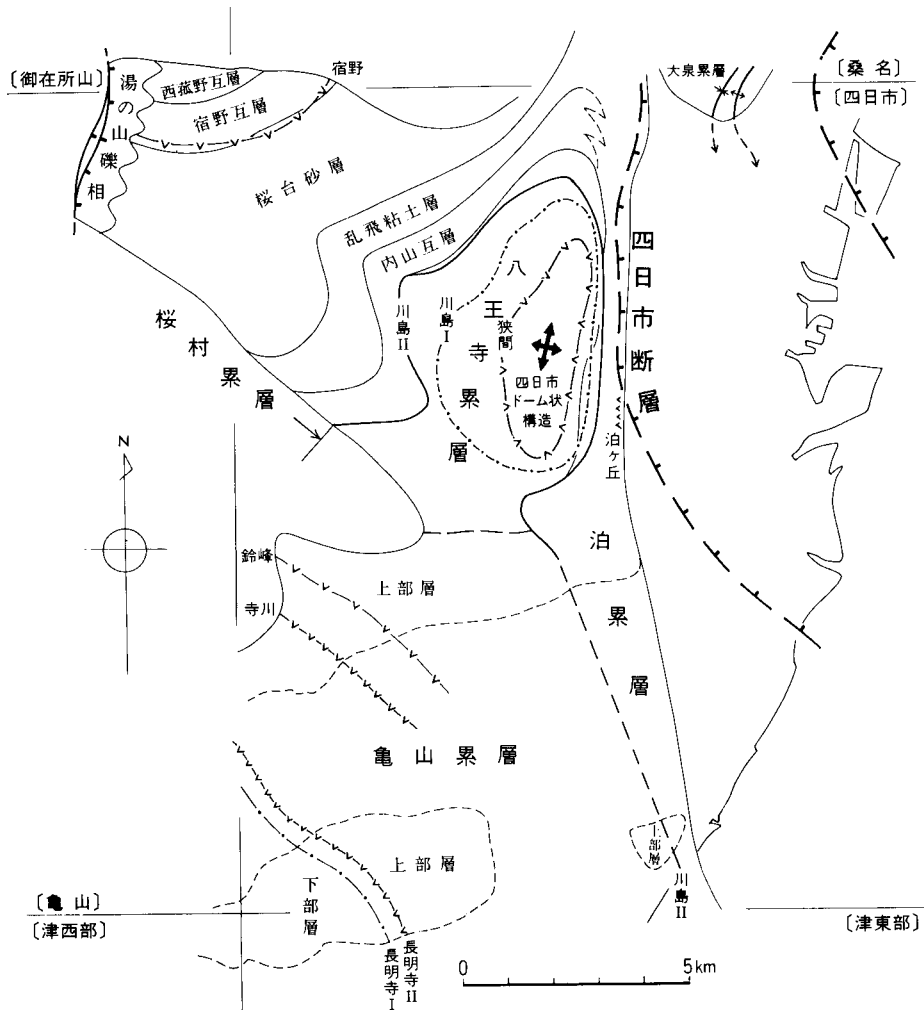 〔御在所山〕
湯の山礫相
西菰野互層
宿野
宿野互層
大泉累層
〔桑名〕
〔四日市〕
桜台砂層
乱飛粘土層
内山互層
川島II
川島I
八王寺累層
狭間
四日市
ドーム状
構造
四日市断層
泊ヶ丘
桜村累層
N
鈴峰
寺川
上部層
泊累層
亀山累層
上部層
下部層
上部層
川島II
〔亀山〕
〔津西部〕
長明寺I
長明寺II
〔津東部〕
0 5km